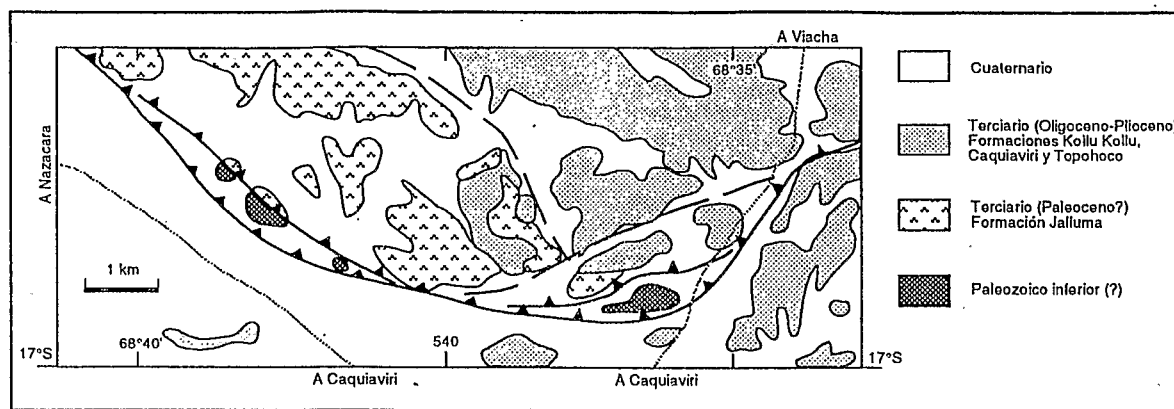 A Viacha
68°35'
A Nazacara
1 km
68°40'
540
17°S
17°S
A Caquiaviri
A Caquiaviri
Cuaternario
Terciario (Oligoceno-Plioceno)
Formaciones Kollu Kollu,
Caquiaviri y Topohoco
Terciario (Paleoceno?)
Formación Jalluma
Paleozoico inferior (?)